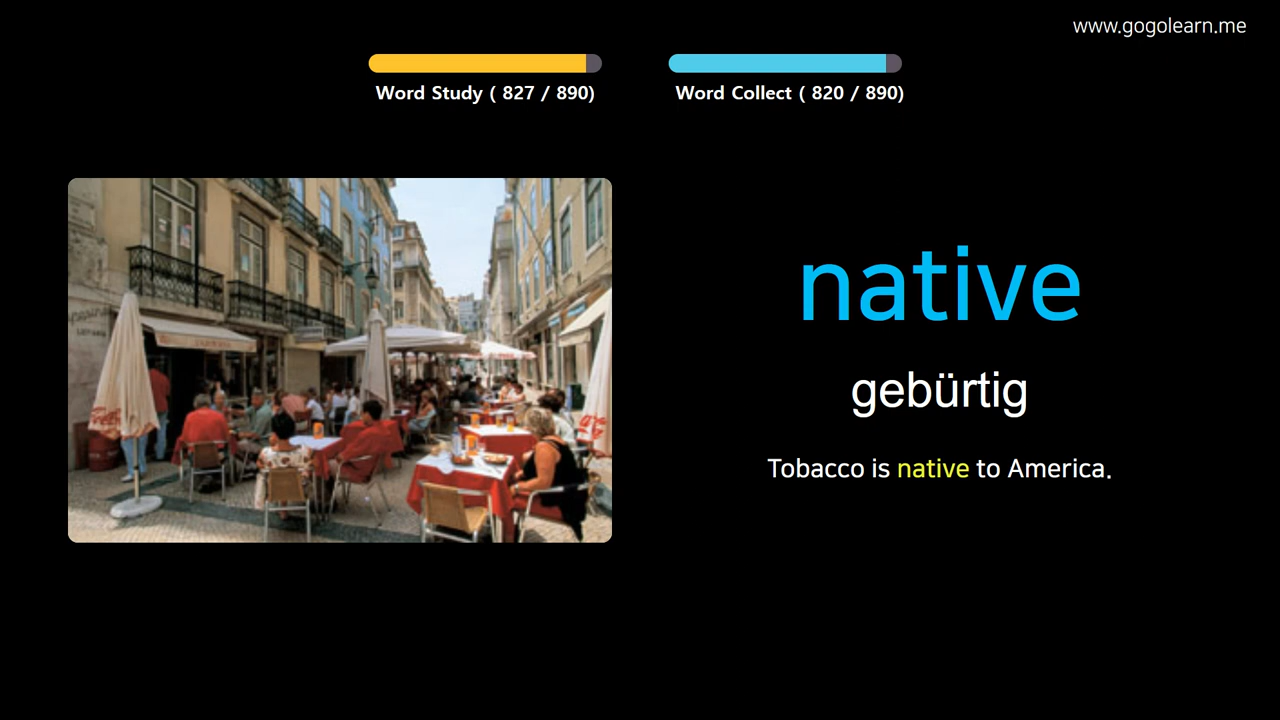 www.gogolearn.me
Word Study ( 827 / 890)
Word Collect ( 820 / 890)
native
gebürtig
Tobacco is native to America.